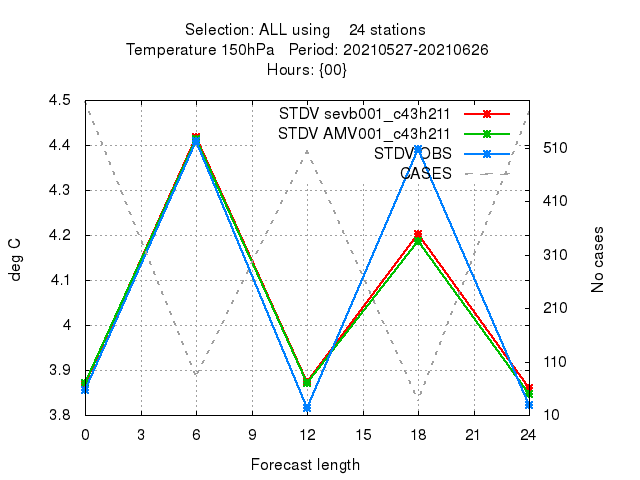 Selection: ALL using    24 stations
Temperature 150hPa   Period: 20210527-20210626
Hours: {00}
STDV sevb001_c43h211
STDV AMV001_c43h211
STDV OBS
CASES
4.5
4.4
4.3
4.2
4.1
4
3.9
3.8
deg C
510
410
310
210
110
10
No cases
0 3 6 9 12 15 18 21 24
Forecast length